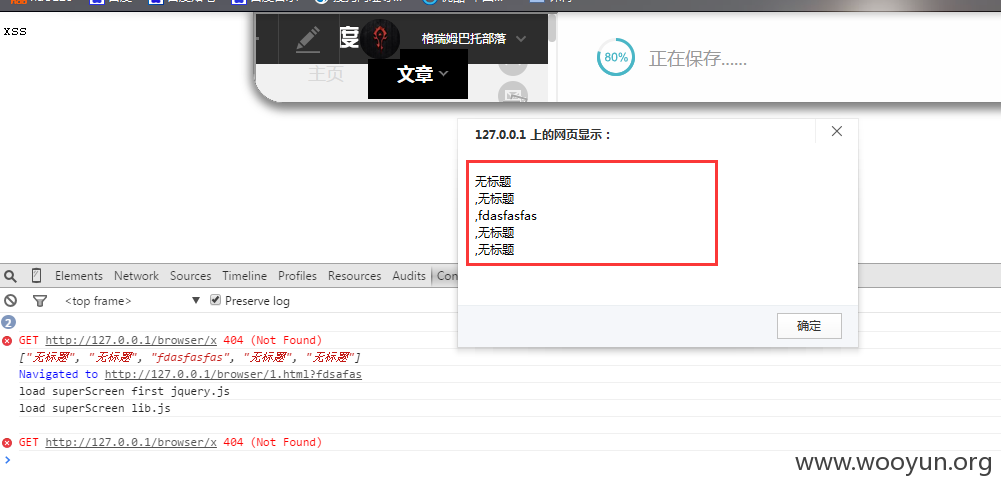 xss
度
格瑞姆巴托部落
主页
文章
80%
正在保存......
127.0.0.1 上的网页显示：
无标题
,无标题
,fdasfasfas
,无标题
,无标题
确定
Elements Network Sources Timeline Profiles Resources Audits Con
<top frame> ▼ Preserve log
2
GET http://127.0.0.1/browser/x 404 (Not Found)
["无标题", "无标题", "fdasfasfas", "无标题", "无标题"]
Navigated to http://127.0.0.1/browser/1.html?fdsafas
load superScreen first jquery.js
load superScreen lib.js
GET http://127.0.0.1/browser/x 404 (Not Found)
>
www.wooyun.org